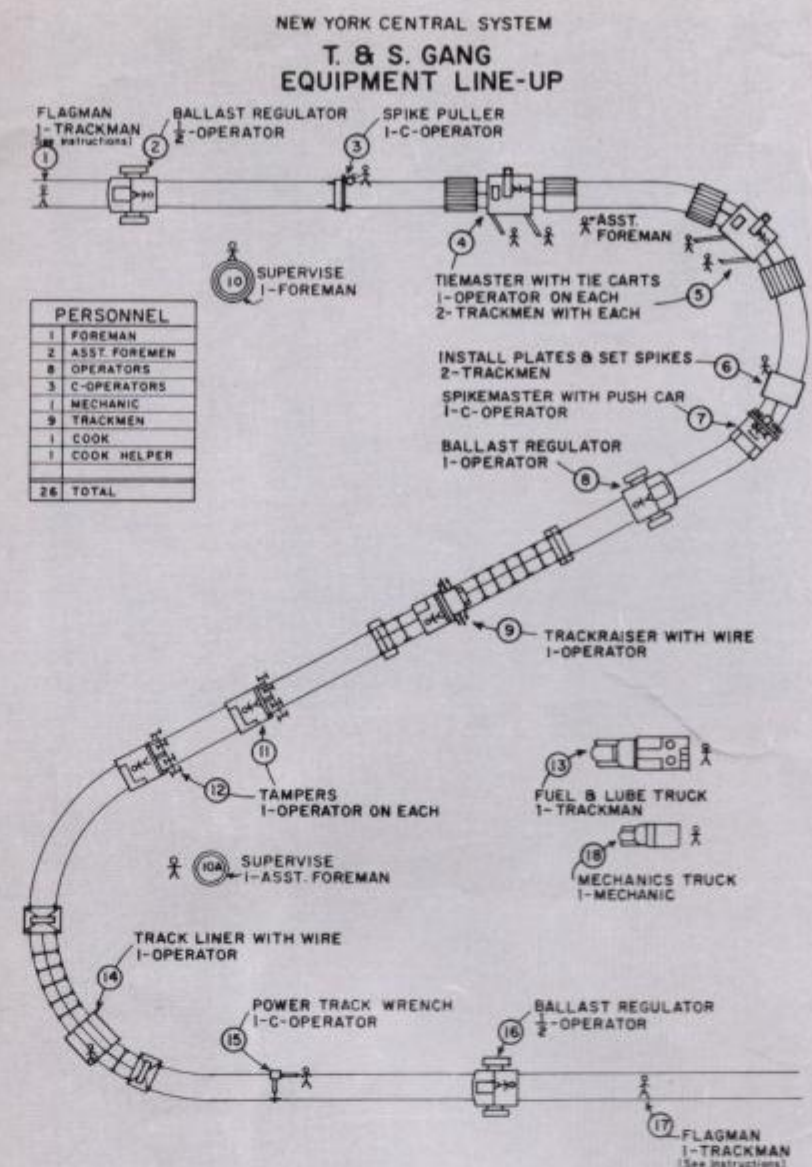 NEW YORK CENTRAL SYSTEM
T. & S. GANG
EQUIPMENT LINE-UP
FLAGMAN
1-TRACKMAN
(See Instructions)
1
2
BALLAST REGULATOR
½-OPERATOR
SPIKE PULLER
3
1-C-OPERATOR
4
ASST.
FOREMAN
10
SUPERVISE
1-FOREMAN
TIEMASTER WITH TIE CARTS
1-OPERATOR ON EACH
2-TRACKMEN WITH EACH
5
PERSONNEL
1 FOREMAN
2 ASST. FOREMEN
8 OPERATORS
3 C-OPERATORS
1 MECHANIC
9 TRACKMEN
1 COOK
1 COOK HELPER
26 TOTAL
INSTALL PLATES & SET SPIKES
2-TRACKMEN
6
SPIKEMASTER WITH PUSH CAR
1-C-OPERATOR
7
BALLAST REGULATOR
1-OPERATOR
8
9
TRACKRAISER WITH WIRE
1-OPERATOR
11
12
TAMPERS
1-OPERATOR ON EACH
13
FUEL & LUBE TRUCK
1-TRACKMAN
10A
SUPERVISE
1-ASST. FOREMAN
18
MECHANICS TRUCK
1-MECHANIC
TRACK LINER WITH WIRE
1-OPERATOR
14
POWER TRACK WRENCH
1-C-OPERATOR
15
16
BALLAST REGULATOR
½-OPERATOR
17
FLAGMAN
1-TRACKMAN
(See Instructions)